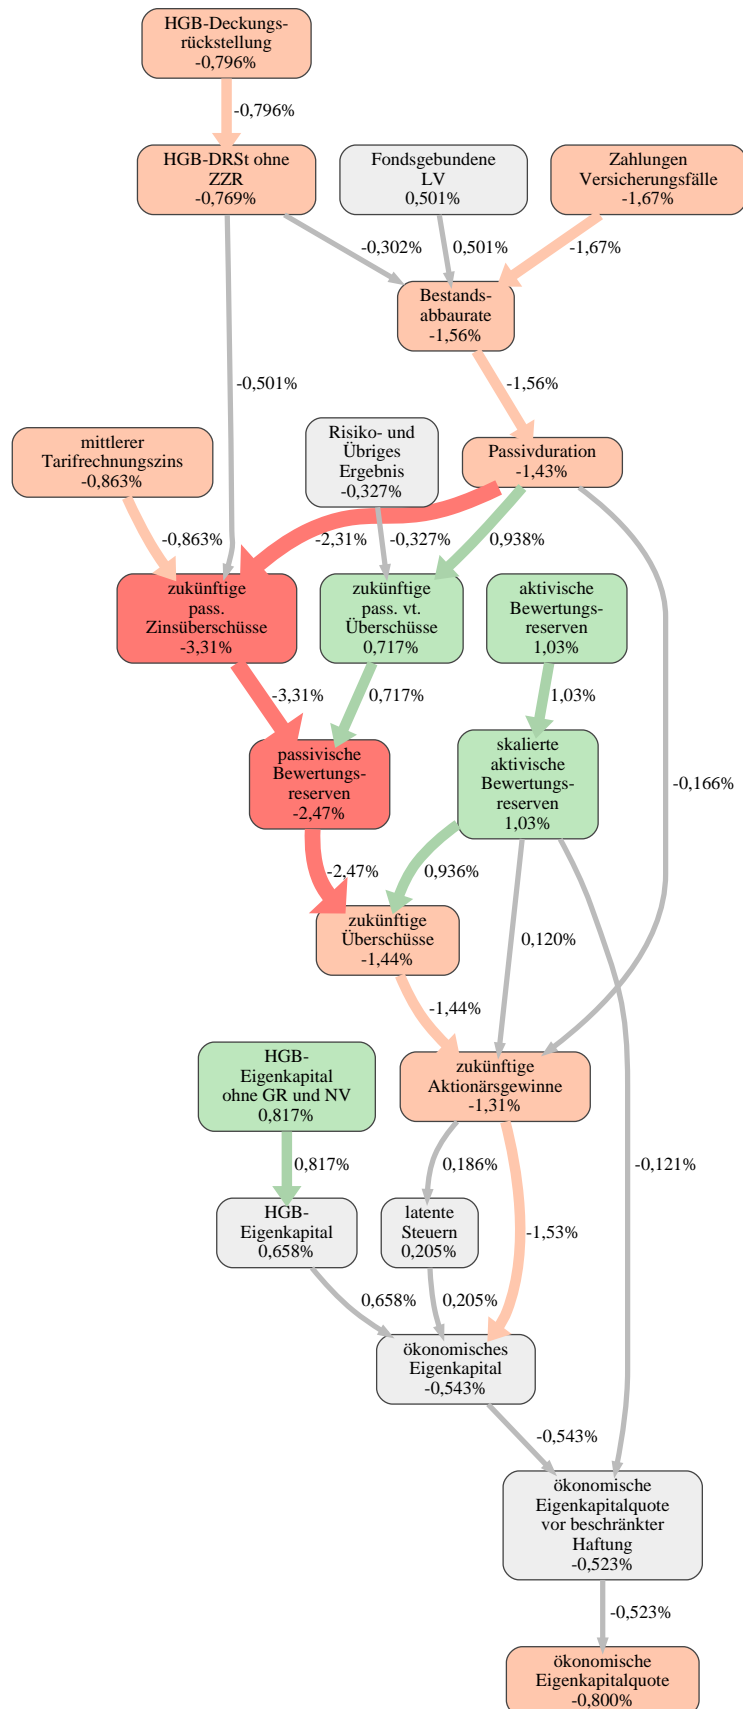 HGB-Deckungs-
rückstellung
-0,796%
-0,796%
HGB-DRSt ohne
ZZR
-0,769%
Fondsgebundene
LV
0,501%
Zahlungen
Versicherungsfälle
-1,67%
-0,302%
0,501%
-1,67%
Bestands-
abbaurate
-1,56%
-0,501%
-1,56%
mittlerer
Tarifrechnungszins
-0,863%
Risiko- und
Übriges
Ergebnis
-0,327%
Passivduration
-1,43%
-0,863%
-2,31%
-0,327%
0,938%
zukünftige
pass.
Zinsüberschüsse
-3,31%
zukünftige
pass. vt.
Überschüsse
0,717%
aktivische
Bewertungs-
reserven
1,03%
-3,31%
0,717%
1,03%
passivische
Bewertungs-
reserven
-2,47%
skalierte
aktivische
Bewertungs-
reserven
1,03%
-0,166%
-2,47%
0,936%
zukünftige
Überschüsse
-1,44%
0,120%
-1,44%
HGB-
Eigenkapital
ohne GR und NV
0,817%
zukünftige
Aktionärsgewinne
-1,31%
0,817%
0,186%
-0,121%
HGB-
Eigenkapital
0,658%
latente
Steuern
0,205%
-1,53%
0,658%
0,205%
ökonomisches
Eigenkapital
-0,543%
-0,543%
ökonomische
Eigenkapitalquote
vor beschränkter
Haftung
-0,523%
-0,523%
ökonomische
Eigenkapitalquote
-0,800%